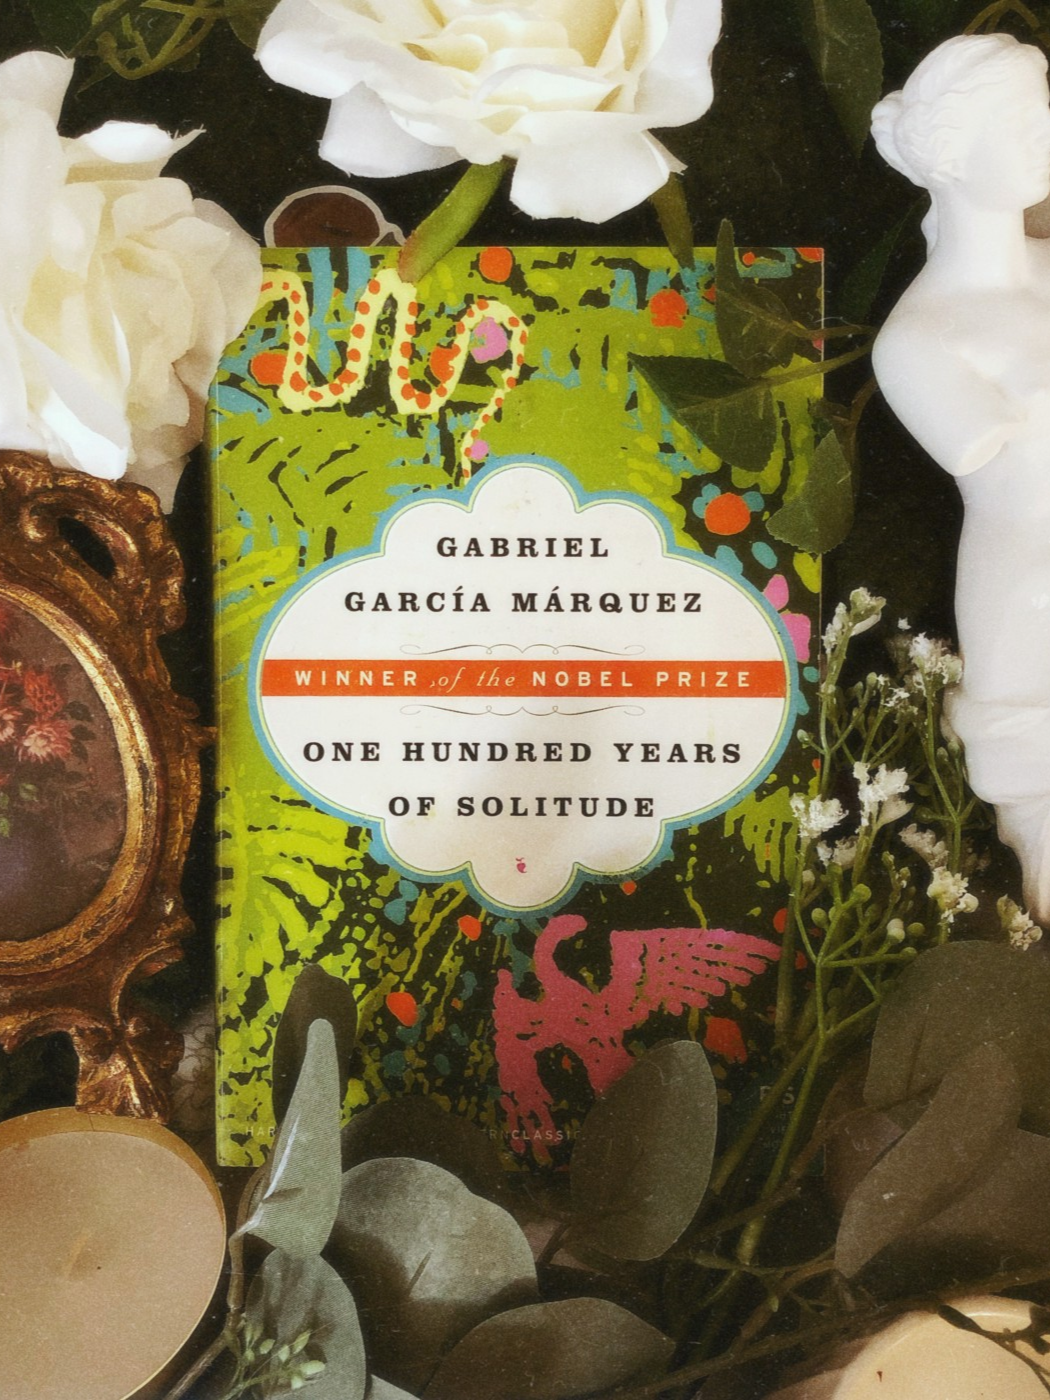 GABRIEL
GARCÍA MÁRQUEZ
WINNER of the NOBEL PRIZE
ONE HUNDRED YEARS
OF SOLITUDE